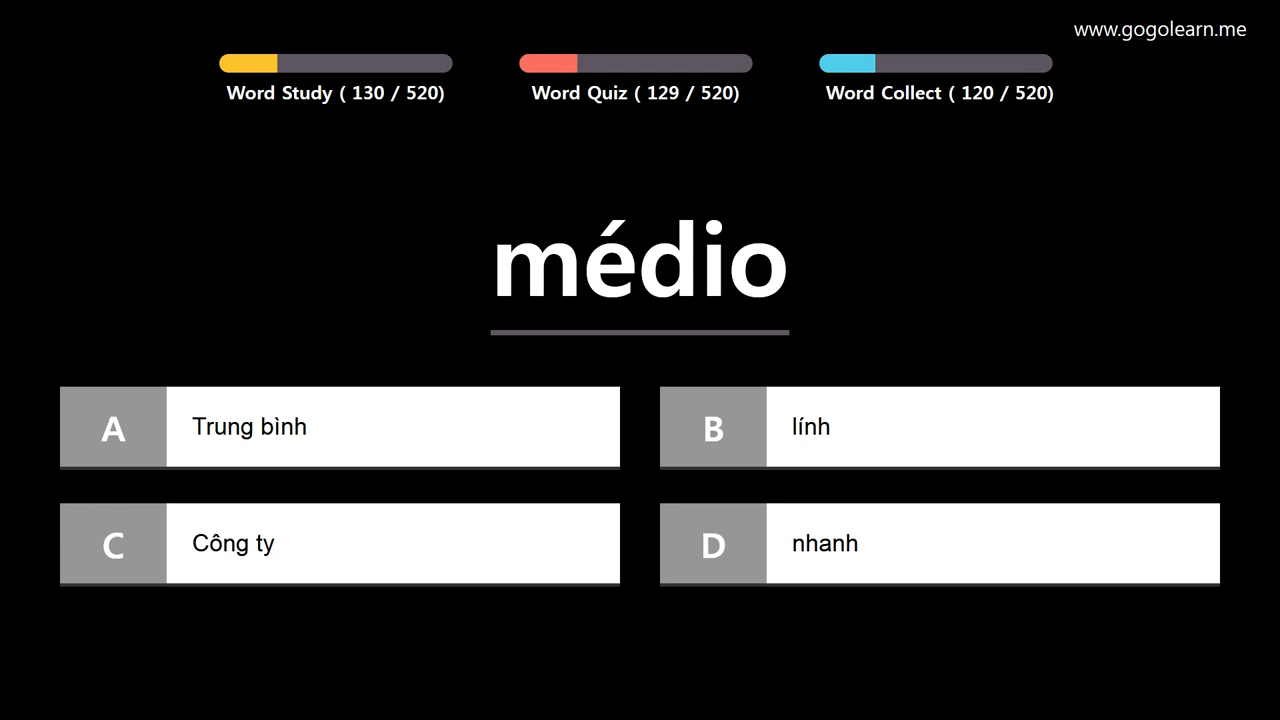 www.gogolearn.me
Word Study ( 130 / 520)
Word Quiz ( 129 / 520)
Word Collect ( 120 / 520)
médio
A
Trung bình
B
lính
C
Công ty
D
nhanh